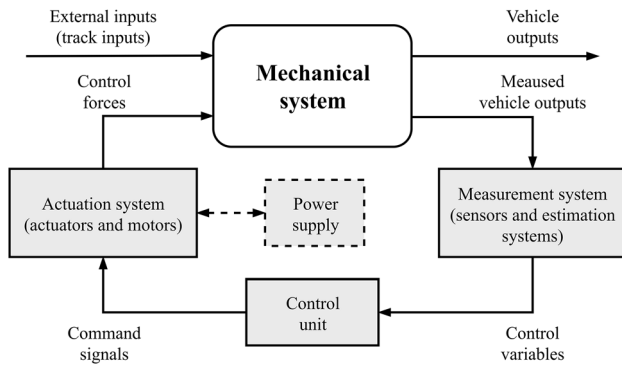 External inputs
(track inputs)
Vehicle
outputs
Mechanical
system
Control
forces
Meaused
vehicle outputs
Actuation system
(actuators and motors)
Power
supply
Measurement system
(sensors and estimation
systems)
Control
unit
Command
signals
Control
variables